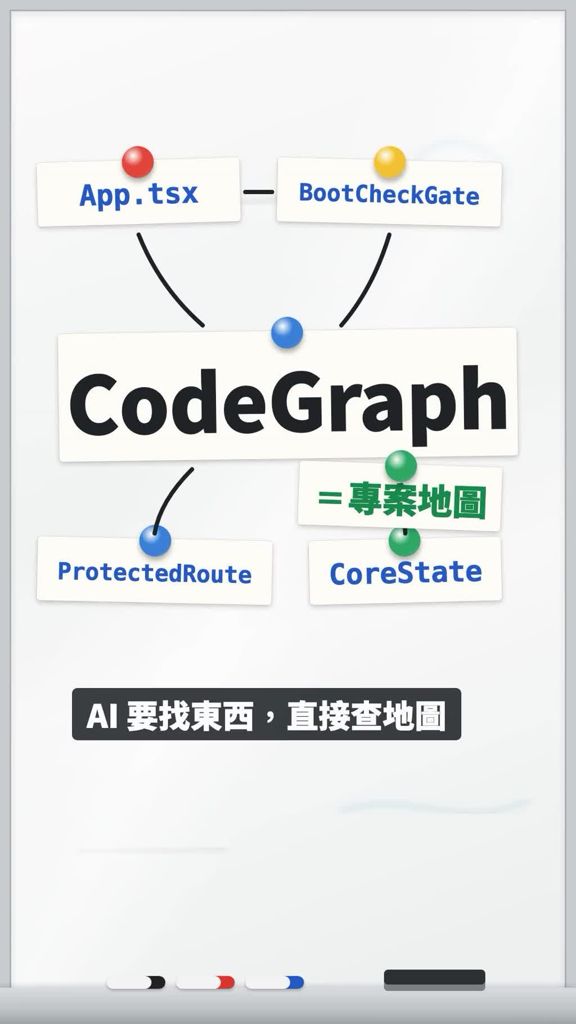 App.tsx
BootCheckGate
CodeGraph
＝專案地圖
ProtectedRoute
CoreState
AI 要找東西，直接查地圖